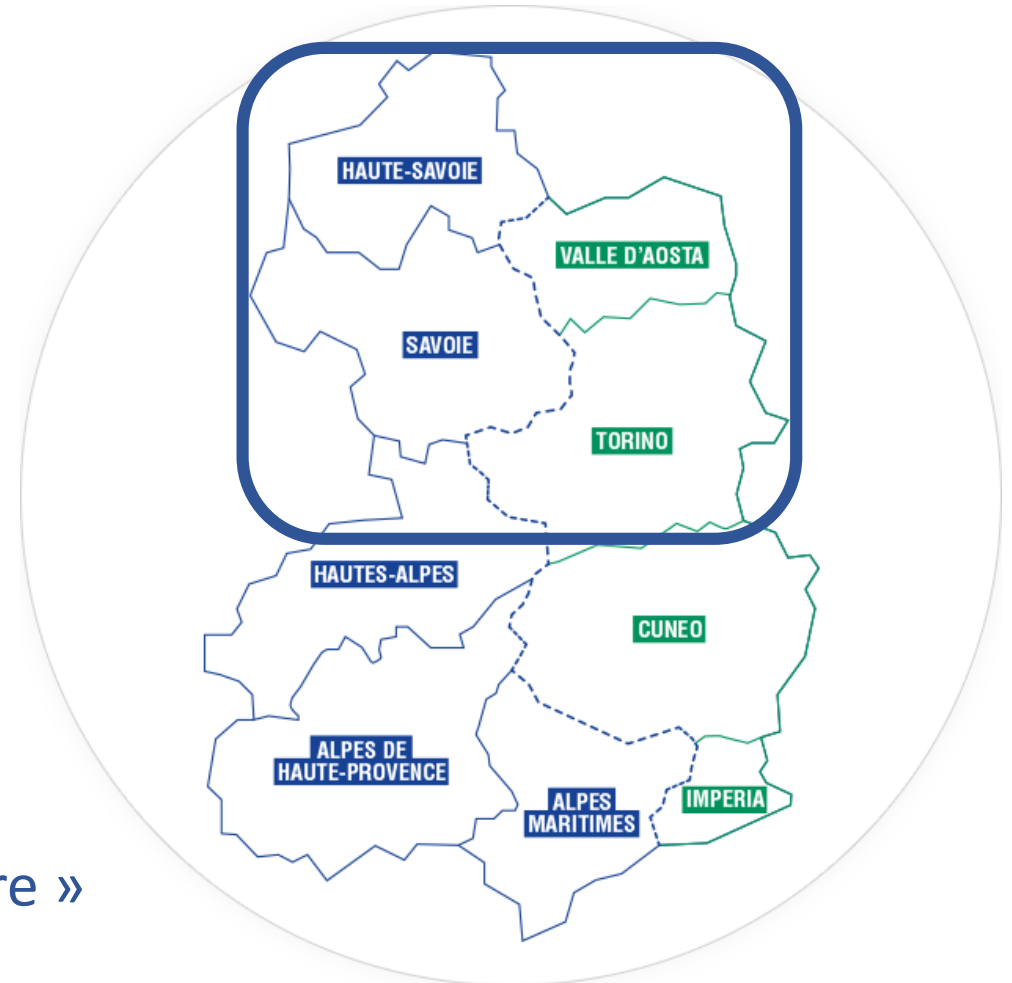 HAUTE-SAVOIE
VALLE D'AOSTA
SAVOIE
TORINO
HAUTES-ALPES
CUNEO
ALPES DE
HAUTE-PROVENCE
ALPES
MARITIMES
IMPERIA
re »